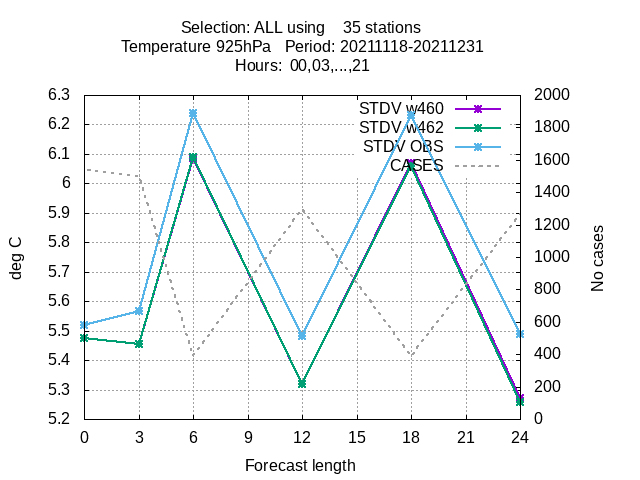 Selection: ALL using    35 stations
Temperature 925hPa   Period: 20211118-20211231
Hours:  00,03,...,21
6.3
6.2
6.1
6
5.9
5.8
5.7
5.6
5.5
5.4
5.3
5.2
deg C
STDV w460
STDV w462
STDV OBS
CASES
2000
1800
1600
1400
1200
1000
800
600
400
200
0
No cases
0 3 6 9 12 15 18 21 24
Forecast length